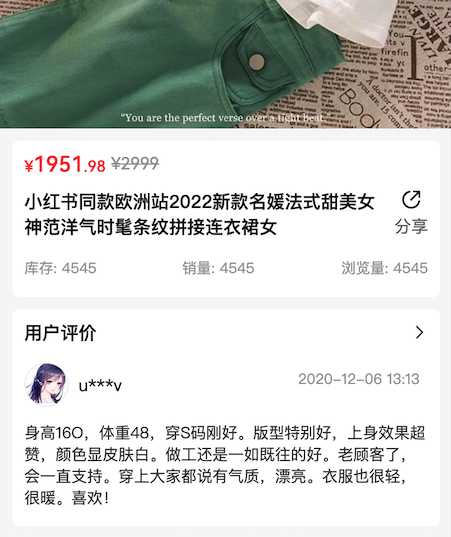 LARGE
"You are the perfect verse over a tight beat."
¥1951.98 ¥2999
小红书同款欧洲站2022新款名媛法式甜美女
神范洋气时髦条纹拼接连衣裙女
分享
库存: 4545 销量: 4545 浏览量: 4545
用户评价
u***v
2020-12-06 13:13
身高16O，体重48，穿S码刚好。版型特别好，上身效果超
赞，颜色显皮肤白。做工还是一如既往的好。老顾客了，
会一直支持。穿上大家都说有气质，漂亮。衣服也很轻，
很暖。喜欢！